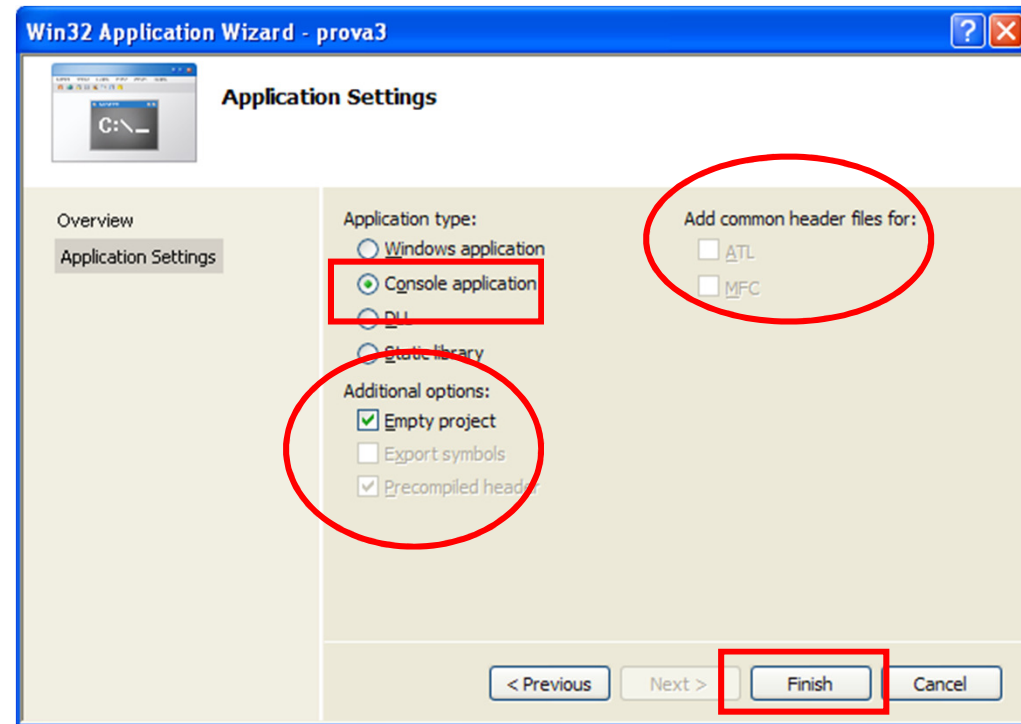 Win32 Application Wizard - prova3
C:\_
Application Settings
Overview
Application Settings
Application type:
Windows application
Console application
DLL
Static library
Additional options:
Empty project
Export symbols
Precompiled header
Add common header files for:
ATL
MFC
< Previous
Next >
Finish
Cancel